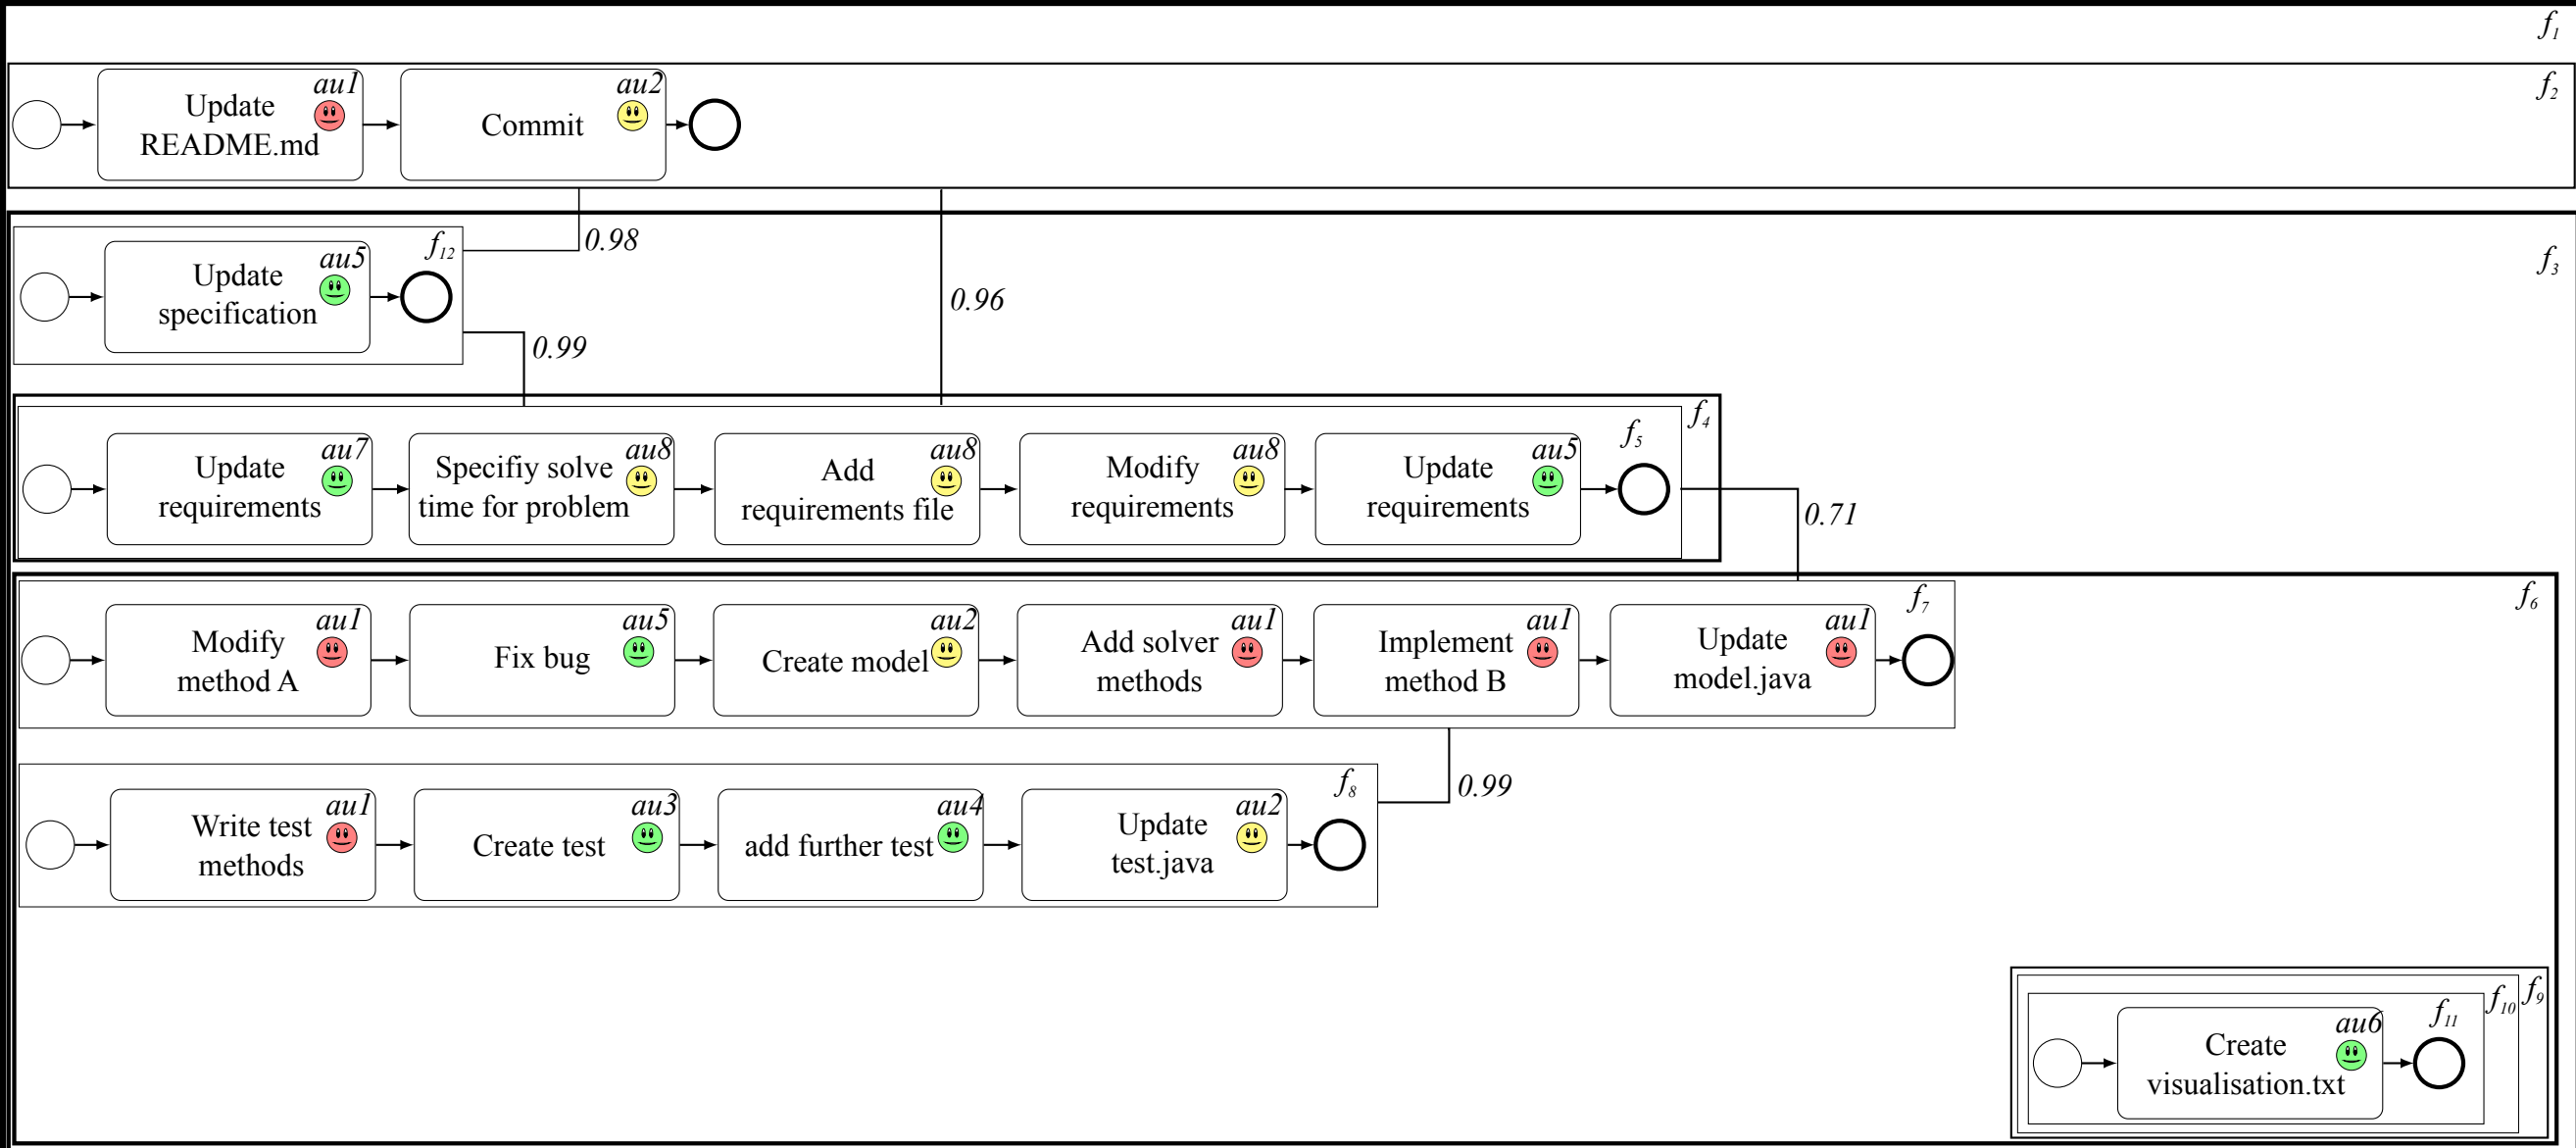 f1
f2
au1
Update
README.md
au2
Commit
f12
au5
Update
specification
0.98
f3
0.96
0.99
f4
f5
au7
Update
requirements
au8
Specifiy solve
time for problem
au8
Add
requirements file
au8
Modify
requirements
au5
Update
requirements
0.71
f6
f7
au1
Modify
method A
au5
Fix bug
au2
Create model
au1
Add solver
methods
au1
Implement
method B
au1
Update
model.java
f8
0.99
au1
Write test
methods
au3
Create test
au4
add further test
au2
Update
test.java
f9
f10
f11
au6
Create
visualisation.txt